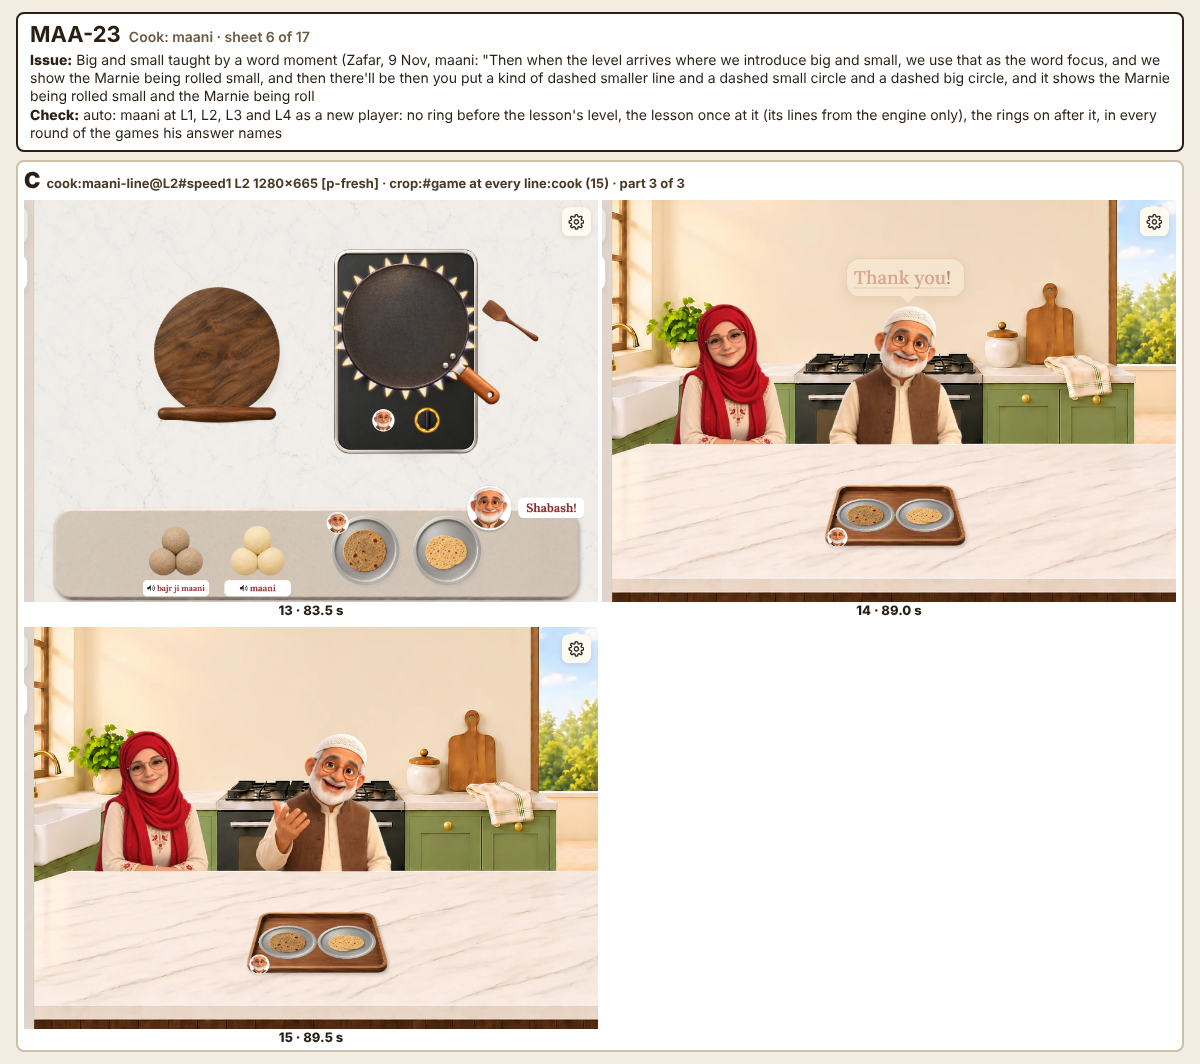 MAA-23 Cook: maani · sheet 6 of 17
Issue: Big and small taught by a word moment (Zafar, 9 Nov, maani: "Then when the level arrives where we introduce big and small, we use that as the word focus, and we
show the Marnie being rolled small, and then there'll be then you put a kind of dashed smaller line and a dashed small circle and a dashed big circle, and it shows the Marnie
being rolled small and the Marnie being roll
Check: auto: maani at L1, L2, L3 and L4 as a new player: no ring before the lesson's level, the lesson once at it (its lines from the engine only), the rings on after it, in every
round of the games his answer names
C cook:maani-line@L2#speed1 L2 1280×665 [p-fresh] · crop:#game at every line:cook (15) · part 3 of 3
Shabash!
bajr ji maani
maani
13 · 83.5 s
Thank you!
14 · 89.0 s
15 · 89.5 s